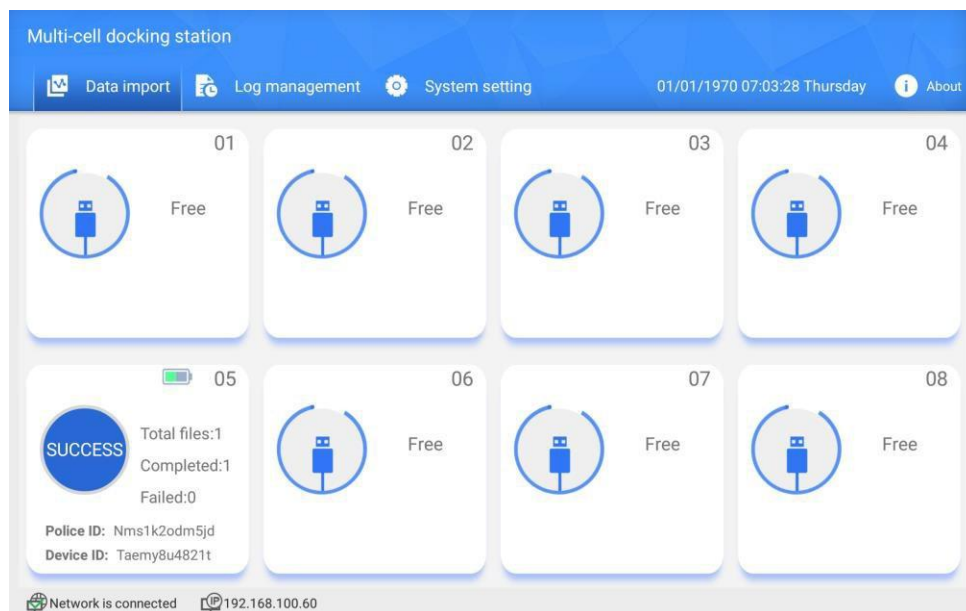 Multi-cell docking station
Data import Log management System setting 01/01/1970 07:03:28 Thursday About
01 02 03 04
Free Free Free Free
05 06 07 08
SUCCESS
Total files:1
Completed:1
Failed:0
Police ID: Nms1k2odm5jd
Device ID: Taemy8u4821t
Free Free Free
Network is connected IP 192.168.100.60